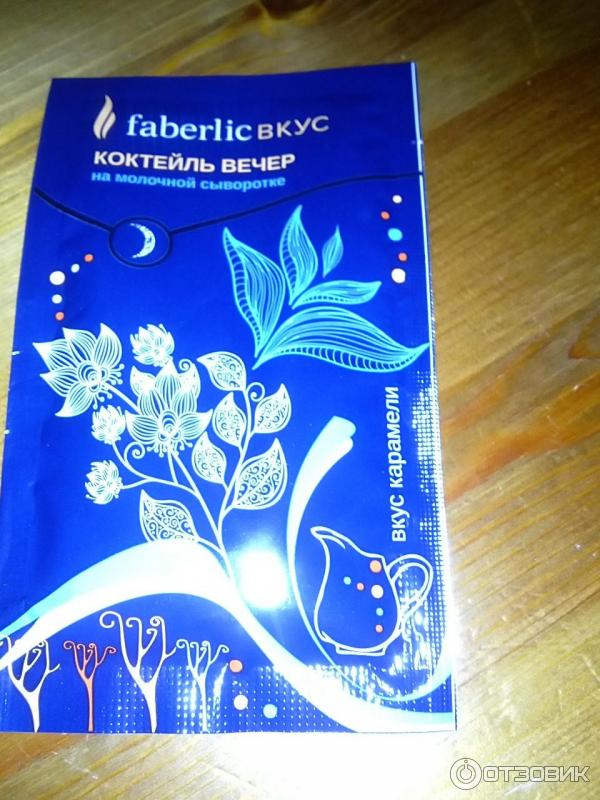 faberlic ВКУС
КОКТЕЙЛЬ ВЕЧЕР
на молочной сыворотке
вкус карамели
ОТЗОВИК